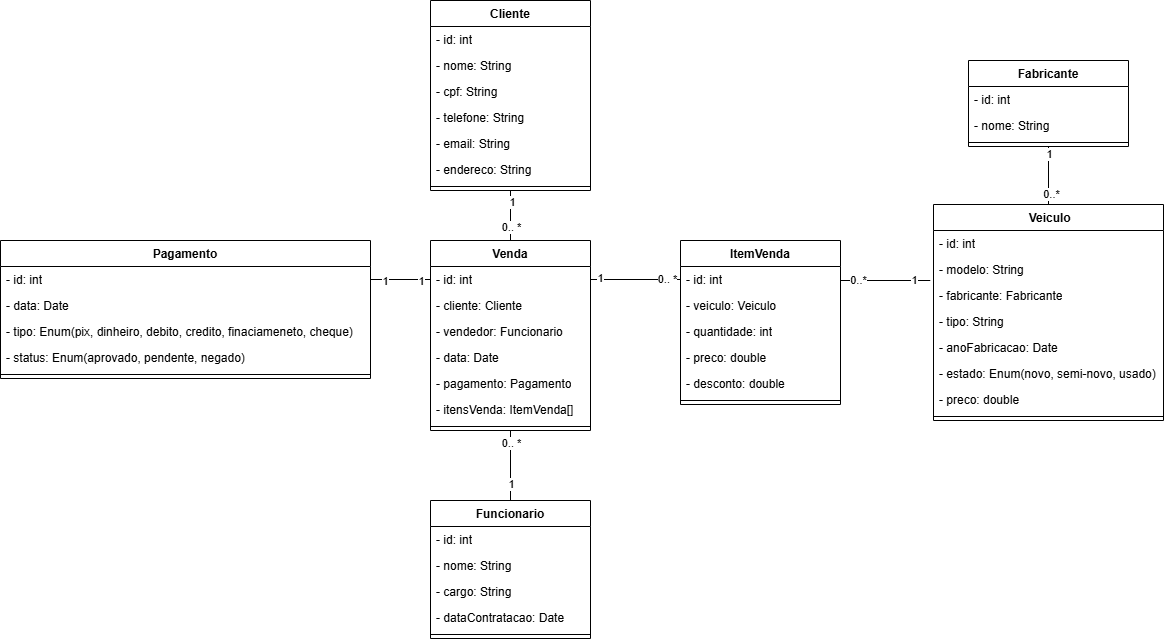 Cliente
- id: int
- nome: String
- cpf: String
- telefone: String
- email: String
- endereco: String
1
0.. *
Fabricante
- id: int
- nome: String
1
0..*
Pagamento
- id: int
- data: Date
- tipo: Enum(pix, dinheiro, debito, credito, finaciameneto, cheque)
- status: Enum(aprovado, pendente, negado)
1
1
Venda
- id: int
- cliente: Cliente
- vendedor: Funcionario
- data: Date
- pagamento: Pagamento
- itensVenda: ItemVenda[]
1
0.. *
ItemVenda
- id: int
- veiculo: Veiculo
- quantidade: int
- preco: double
- desconto: double
0..*
1
Veiculo
- id: int
- modelo: String
- fabricante: Fabricante
- tipo: String
- anoFabricacao: Date
- estado: Enum(novo, semi-novo, usado)
- preco: double
0.. *
1
Funcionario
- id: int
- nome: String
- cargo: String
- dataContratacao: Date